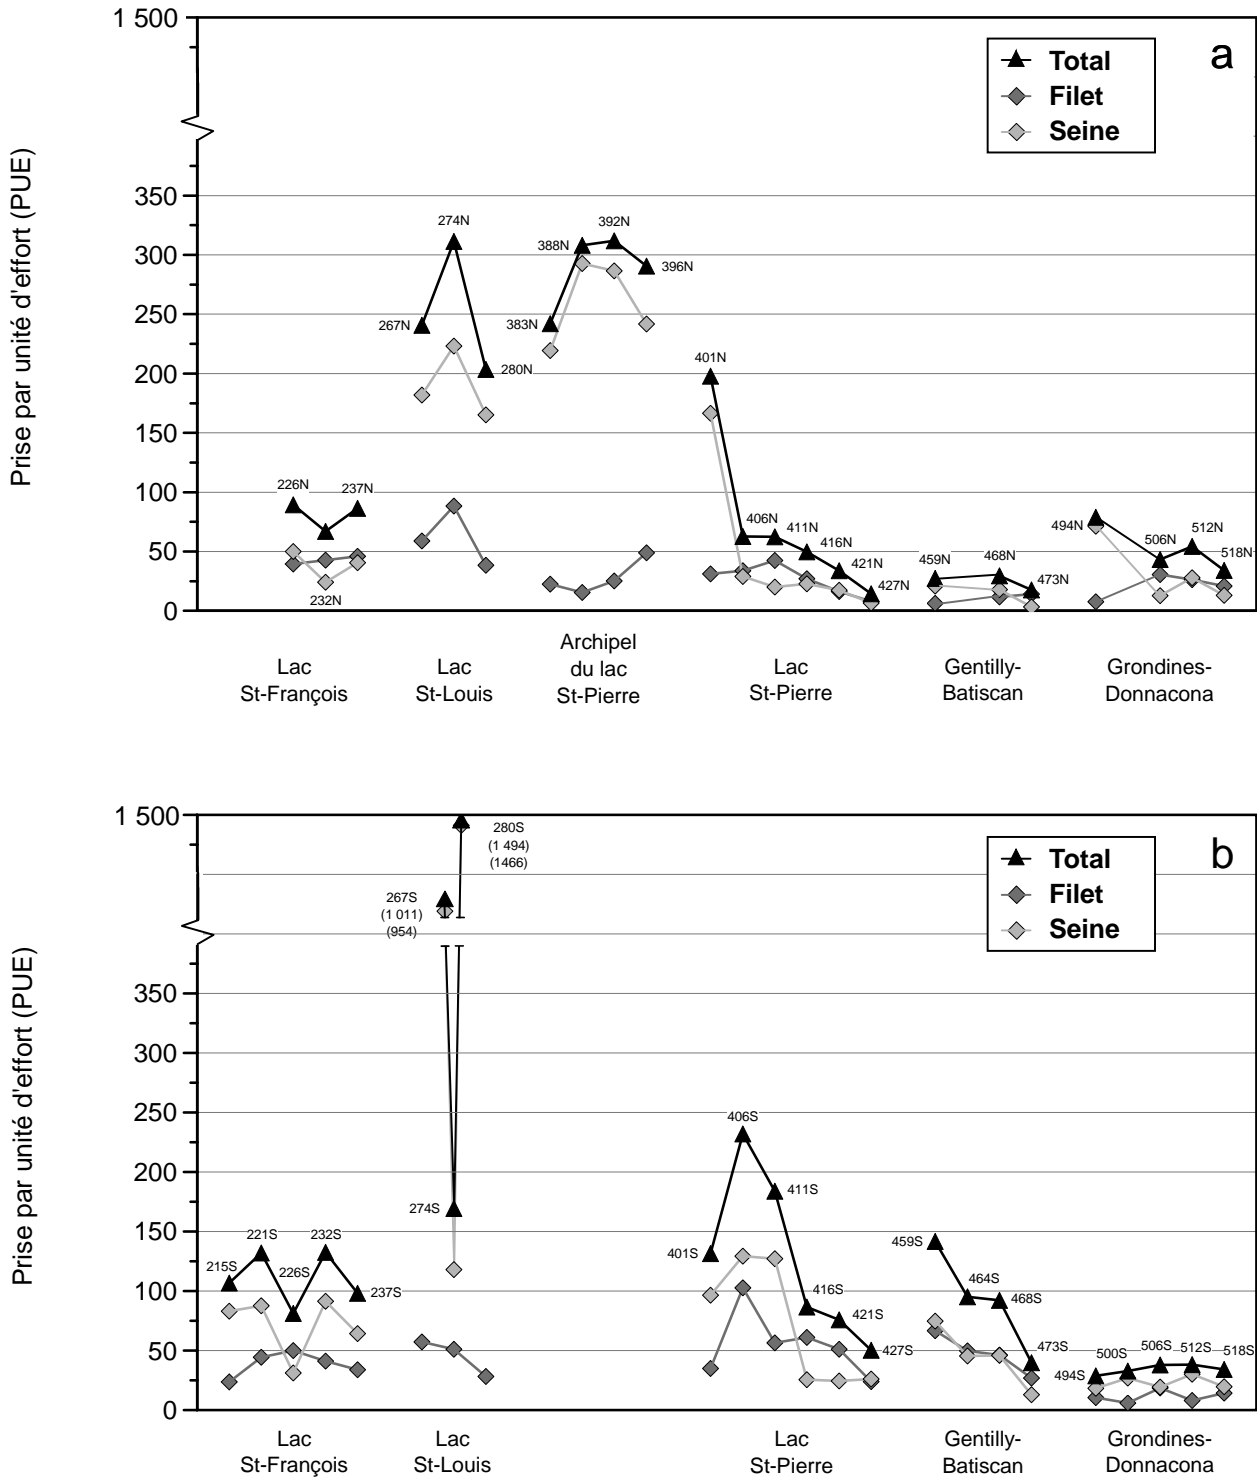 1 500
a
Total
Filet
Seine
Prise par unité d'effort (PUE)
350
300
250
200
150
100
50
0
274N
267N
280N
392N
388N
396N
383N
401N
226N
237N
232N
406N
411N
416N
421N
427N
459N
468N
473N
494N
506N
512N
518N
Lac
St-François
Lac
St-Louis
Archipel
du lac
St-Pierre
Lac
St-Pierre
Gentilly-
Batiscan
Grondines-
Donnacona
1 500
b
Total
Filet
Seine
280S
(1 494)
(1466)
267S
(1 011)
(954)
Prise par unité d'effort (PUE)
350
300
250
200
150
100
50
0
215S
221S
226S
232S
237S
274S
401S
406S
411S
416S
421S
427S
459S
464S
468S
473S
494S
500S
506S
512S
518S
Lac
St-François
Lac
St-Louis
Lac
St-Pierre
Gentilly-
Batiscan
Grondines-
Donnacona